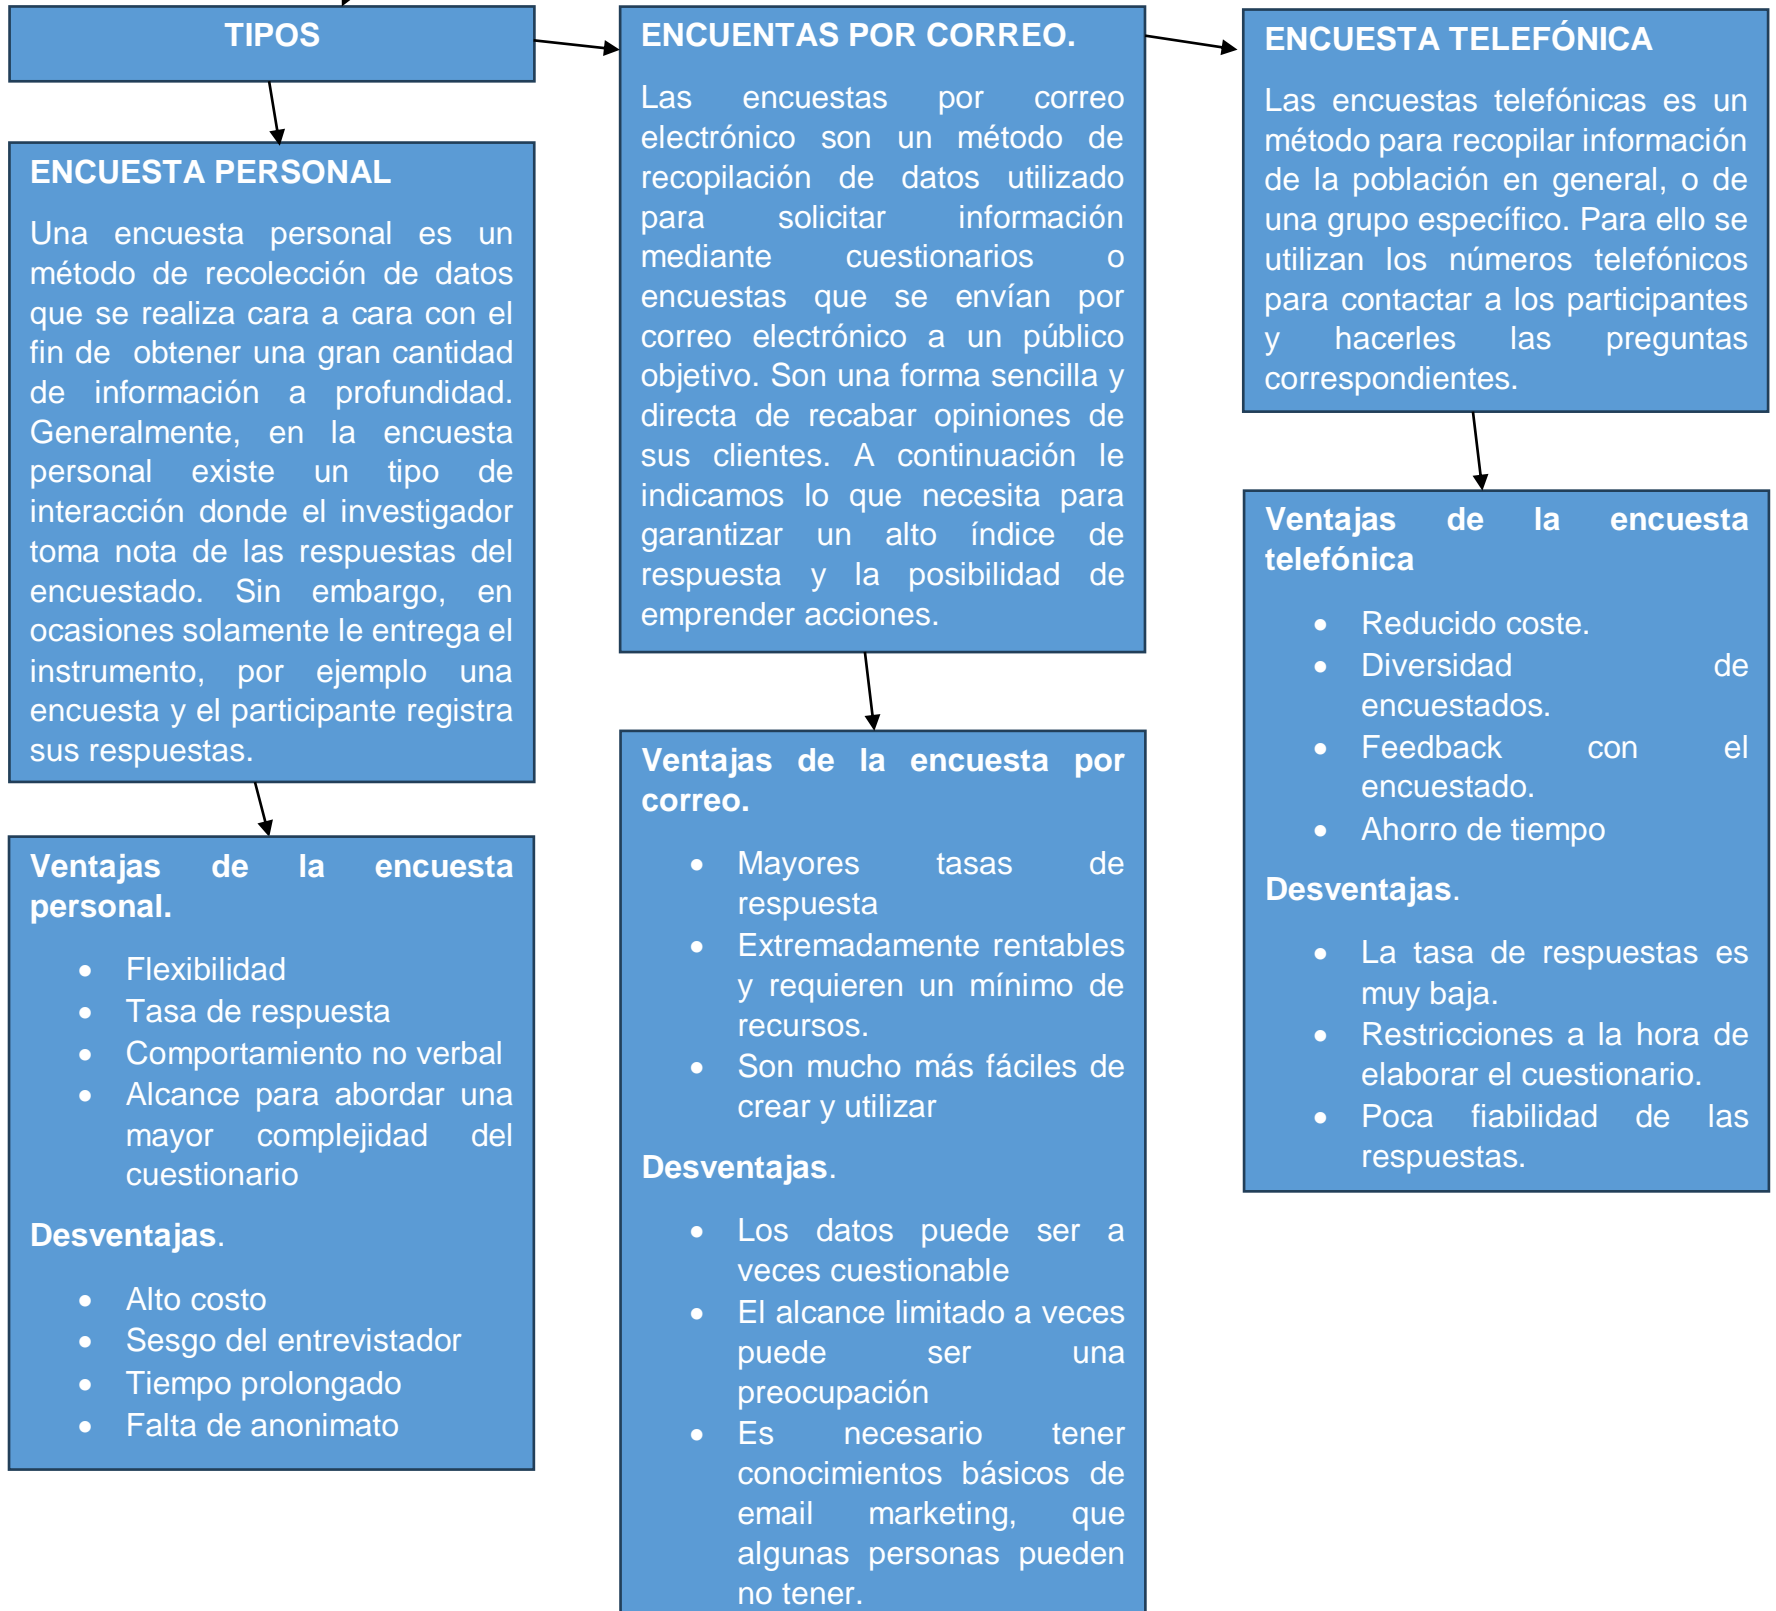 TIPOS
ENCUESTA PERSONAL
Una encuesta personal es un
método de recolección de datos
que se realiza cara a cara con el
fin de obtener una gran cantidad
de información a profundidad.
Generalmente, en la encuesta
personal existe un tipo de
interacción donde el investigador
toma nota de las respuestas del
encuestado. Sin embargo, en
ocasiones solamente le entrega el
instrumento, por ejemplo una
encuesta y el participante registra
sus respuestas.
Ventajas de la encuesta
personal.
• Flexibilidad
• Tasa de respuesta
• Comportamiento no verbal
• Alcance para abordar una
mayor complejidad del
cuestionario
Desventajas.
• Alto costo
• Sesgo del entrevistador
• Tiempo prolongado
• Falta de anonimato
ENCUENTAS POR CORREO.
Las encuestas por correo
electrónico son un método de
recopilación de datos utilizado
para solicitar información
mediante cuestionarios o
encuestas que se envían por
correo electrónico a un público
objetivo. Son una forma sencilla y
directa de recabar opiniones de
sus clientes. A continuación le
indicamos lo que necesita para
garantizar un alto índice de
respuesta y la posibilidad de
emprender acciones.
Ventajas de la encuesta por
correo.
• Mayores tasas de
respuesta
• Extremadamente rentables
y requieren un mínimo de
recursos.
• Son mucho más fáciles de
crear y utilizar
Desventajas.
• Los datos puede ser a
veces cuestionable
• El alcance limitado a veces
puede ser una
preocupación
• Es necesario tener
conocimientos básicos de
email marketing, que
algunas personas pueden
no tener.
ENCUESTA TELEFÓNICA
Las encuestas telefónicas es un
método para recopilar información
de la población en general, o de
una grupo específico. Para ello se
utilizan los números telefónicos
para contactar a los participantes
y hacerles las preguntas
correspondientes.
Ventajas de la encuesta
telefónica
• Reducido coste.
• Diversidad de
encuestados.
• Feedback con el
encuestado.
• Ahorro de tiempo
Desventajas.
• La tasa de respuestas es
muy baja.
• Restricciones a la hora de
elaborar el cuestionario.
• Poca fiabilidad de las
respuestas.